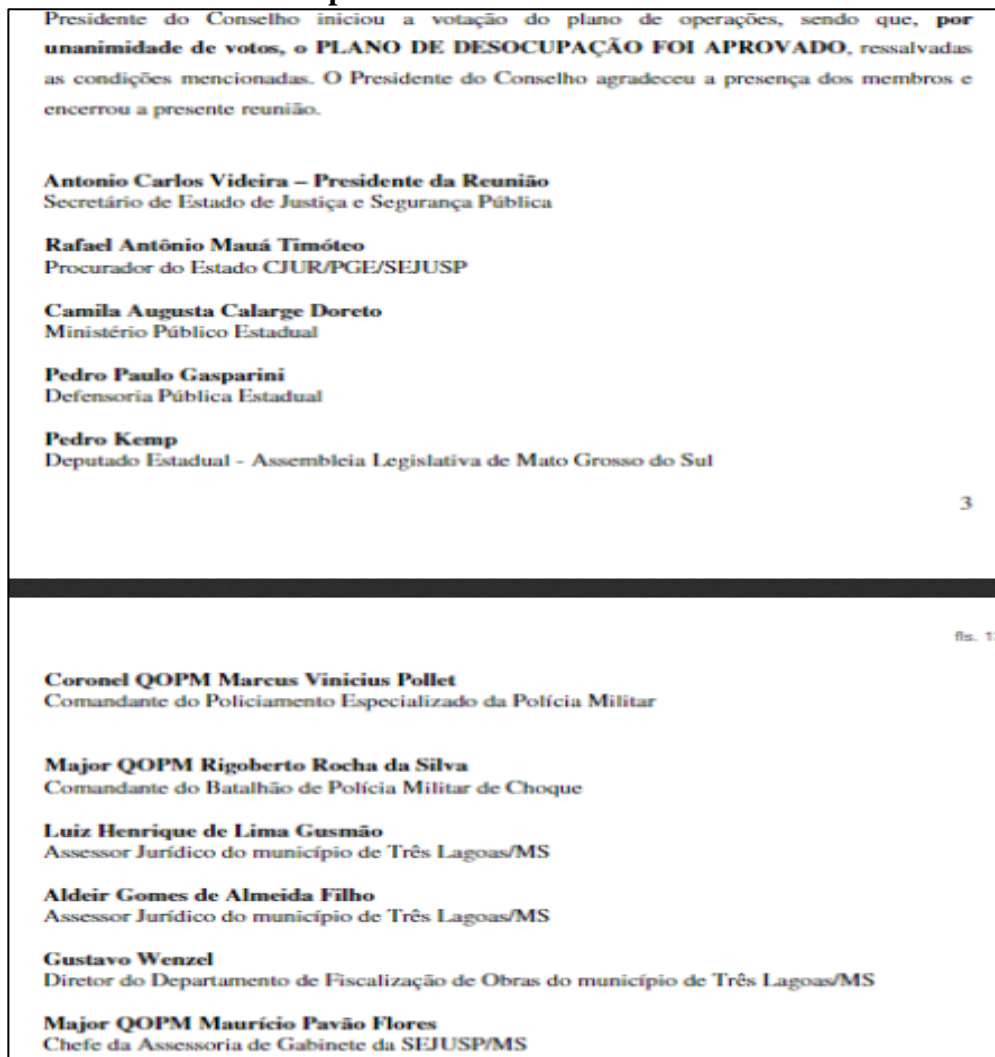 Presidente do Conselho iniciou a votação do plano de operações, sendo que, por
unanimidade de votos, o PLANO DE DESOCUPAÇÃO FOI APROVADO, ressalvadas
as condições mencionadas. O Presidente do Conselho agradeceu a presença dos membros e
encerrou a presente reunião.
Antonio Carlos Videira – Presidente da Reunião
Secretário de Estado de Justiça e Segurança Pública
Rafael Antônio Mauá Timóteo
Procurador do Estado CJUR/PGE/SEJUSP
Camila Augusta Calarge Doreto
Ministério Público Estadual
Pedro Paulo Gasparini
Defensoria Pública Estadual
Pedro Kemp
Deputado Estadual - Assembleia Legislativa de Mato Grosso do Sul
3
fls.
Coronel QOPM Marcus Vinicius Pollet
Comandante do Policiamento Especializado da Polícia Militar
Major QOPM Rigoberto Rocha da Silva
Comandante do Batalhão de Polícia Militar de Choque
Luiz Henrique de Lima Gusmão
Assessor Jurídico do município de Três Lagoas/MS
Aldeir Gomes de Almeida Filho
Assessor Jurídico do município de Três Lagoas/MS
Gustavo Wenzel
Diretor do Departamento de Fiscalização de Obras do município de Três Lagoas/MS
Major QOPM Maurício Pavão Flores
Chefe da Assessoria de Gabinete da SEJUSP/MS